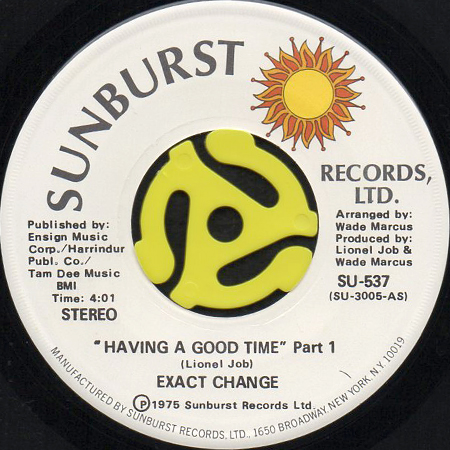 SUNBURST
RECORDS,
LTD.
Published by:
Ensign Music
Corp./Harrindur
Publ. Co./
Tam Dee Music
BMI
Time: 4:01
STEREO
Arranged by:
Wade Marcus
Produced by:
Lionel Job &
Wade Marcus
SU-537
(SU-3005-AS)
"HAVING A GOOD TIME" Part 1
(Lionel Job)
EXACT CHANGE
Ⓟ1975 Sunburst Records Ltd.
MANUFACTURED BY SUNBURST RECORDS, LTD., 1650 BROADWAY, NEW YORK, N.Y. 10019